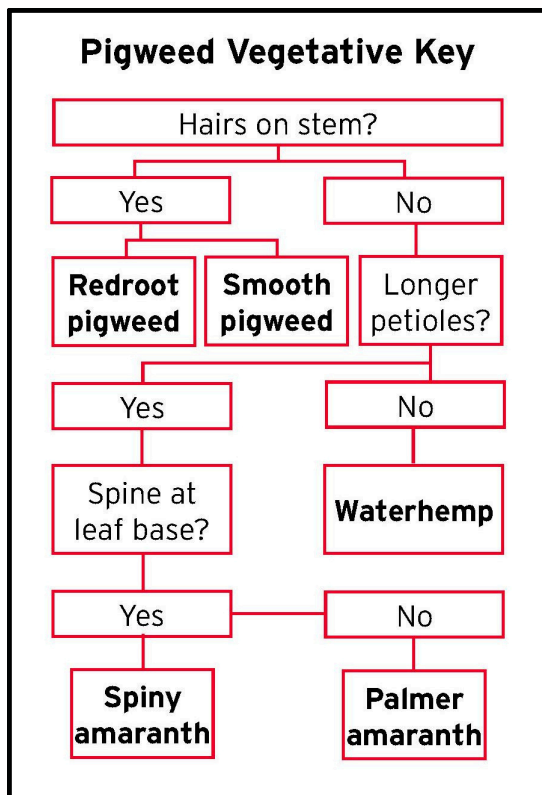 Pigweed Vegetative Key
Hairs on stem?
Yes
No
Redroot
pigweed
Smooth
pigweed
Longer
petioles?
Yes
No
Spine at
leaf base?
Waterhemp
Yes
No
Spiny
amaranth
Palmer
amaranth